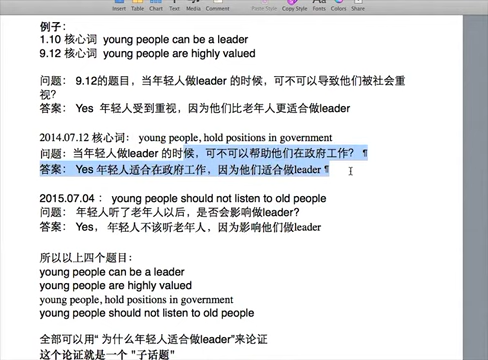 Insert Table Chart Text Media Comment Paste Style Copy Style Fonts Colors Share
例子：
1.10 核心词 young people can be a leader
9.12 核心词 young people are highly valued
问题： 9.12的题目，当年轻人做leader 的时候，可不可以导致他们被社会重
视?
答案： Yes 年轻人受到重视，因为他们比老年人更适合做leader
2014.07.12 核心词： young people, hold positions in government
问题：当年轻人做leader 的时候，可不可以帮助他们在政府工作？
答案： Yes 年轻人适合在政府工作，因为他们适合做leader
2015.07.04： young people should not listen to old people
问题： 年轻人听了老年人以后，是否会影响做leader?
答案： Yes，年轻人不该听老年人，因为影响他们做leader
所以以上四个题目：
young people can be a leader
young people are highly valued
young people, hold positions in government
young people should not listen to old people
全部可以用“ 为什么年轻人适合做leader”来论证
这个论证就是一个 "子话题"